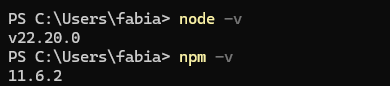 PS C:\Users\fabia> node -v
v22.20.0
PS C:\Users\fabia> npm -v
11.6.2